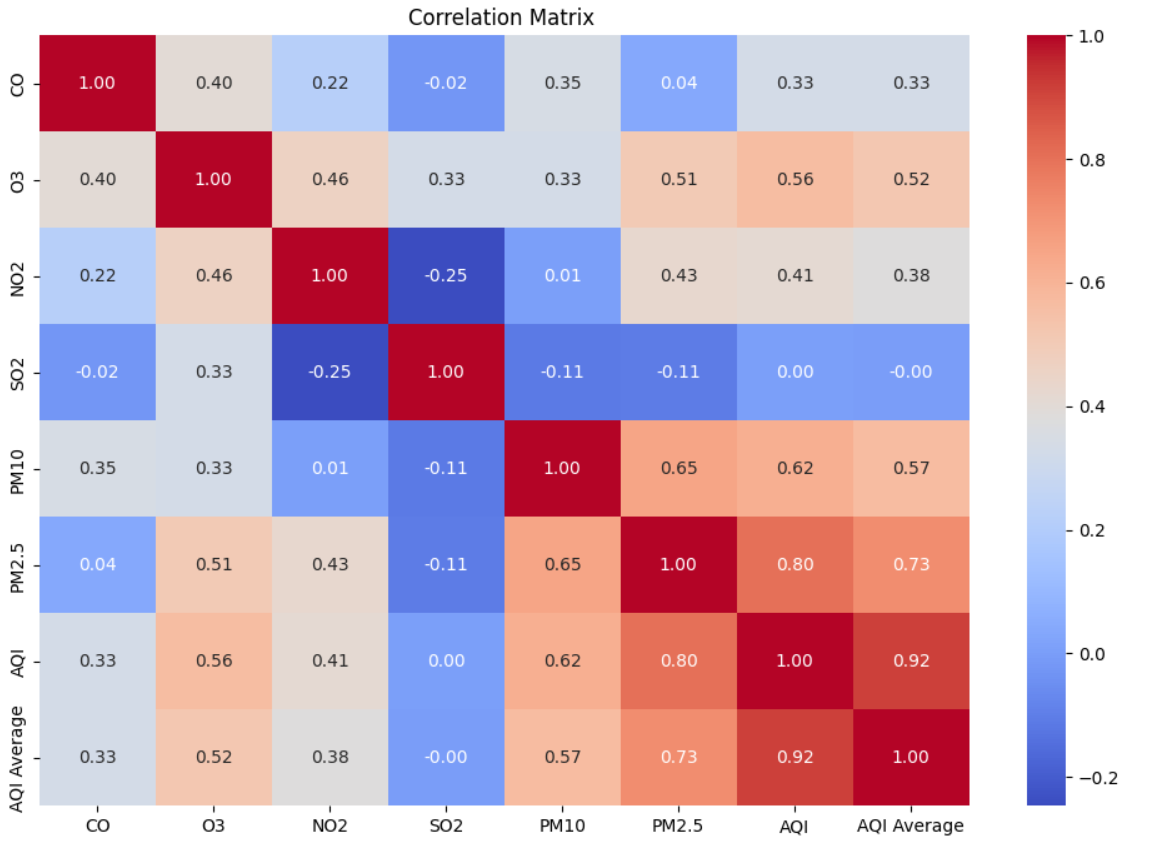 Correlation Matrix
CO 1.00 0.40 0.22 -0.02 0.35 0.04 0.33 0.33
O3 0.40 1.00 0.46 0.33 0.33 0.51 0.56 0.52
NO2 0.22 0.46 1.00 -0.25 0.01 0.43 0.41 0.38
SO2 -0.02 0.33 -0.25 1.00 -0.11 -0.11 0.00 -0.00
PM10 0.35 0.33 0.01 -0.11 1.00 0.65 0.62 0.57
PM2.5 0.04 0.51 0.43 -0.11 0.65 1.00 0.80 0.73
AQI 0.33 0.56 0.41 0.00 0.62 0.80 1.00 0.92
AQI Average 0.33 0.52 0.38 -0.00 0.57 0.73 0.92 1.00
CO O3 NO2 SO2 PM10 PM2.5 AQI AQI Average
1.0
0.8
0.6
0.4
0.2
0.0
−0.2